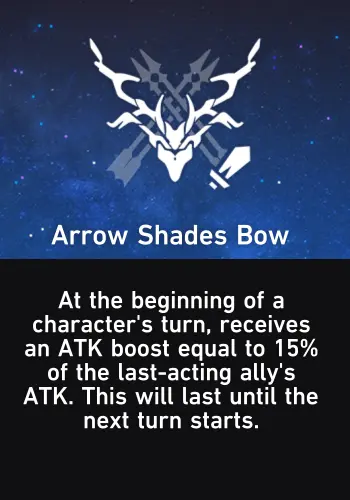 Arrow Shades Bow
At the beginning of a
character's turn, receives
an ATK boost equal to 15%
of the last-acting ally's
ATK. This will last until the
next turn starts.